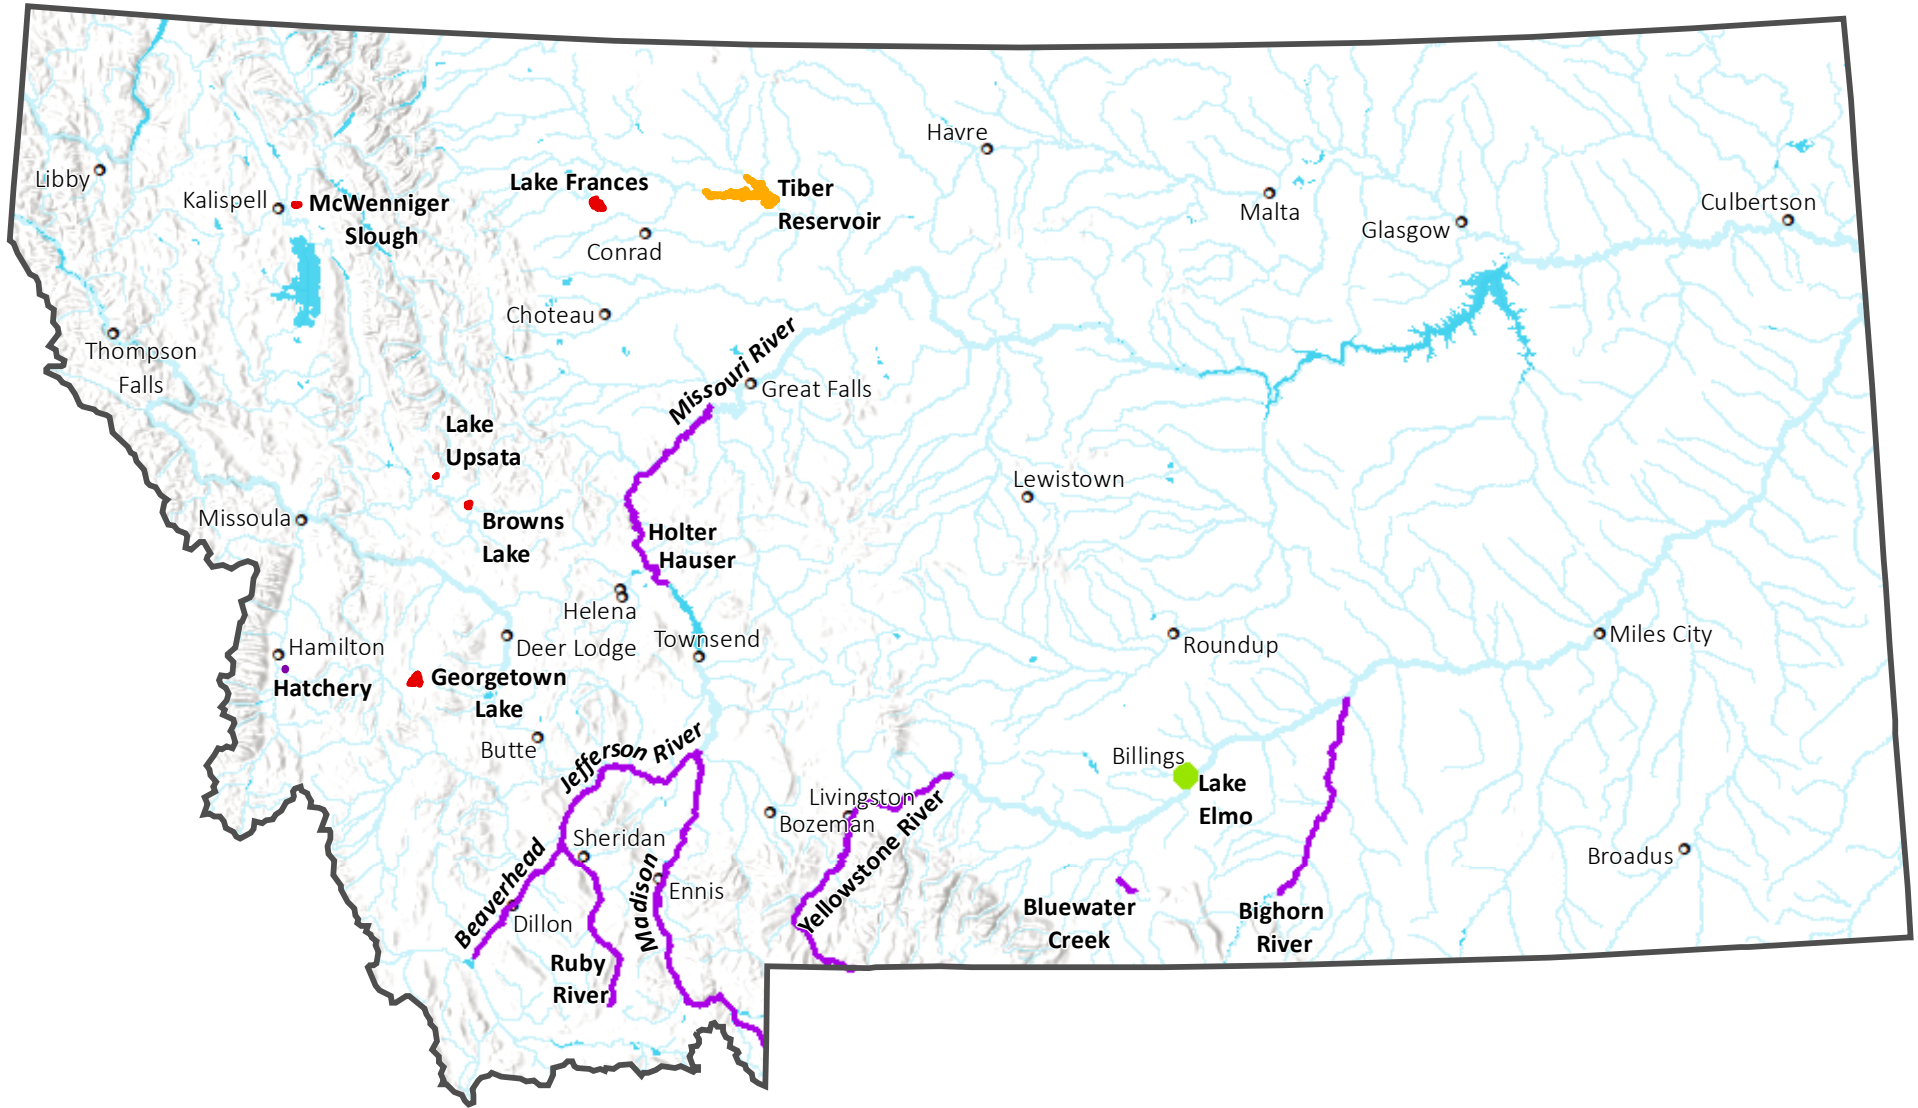 Havre
Libby
Kalispell
McWenniger
Slough
Lake Frances
Tiber
Reservoir
Conrad
Malta
Glasgow
Culbertson
Choteau
Thompson
Falls
Missouri River
Great Falls
Lake
Upsata
Lewistown
Missoula
Browns
Lake
Holter
Hauser
Helena
Townsend
Hamilton
Deer Lodge
Hatchery
Georgetown
Lake
Roundup
Miles City
Butte
Jefferson River
Billings
Lake
Elmo
Livingston
Bozeman
Yellowstone River
Sheridan
Beaverhead
Madison
Ennis
Dillon
Broadus
Bluewater
Creek
Bighorn
River
Ruby
River